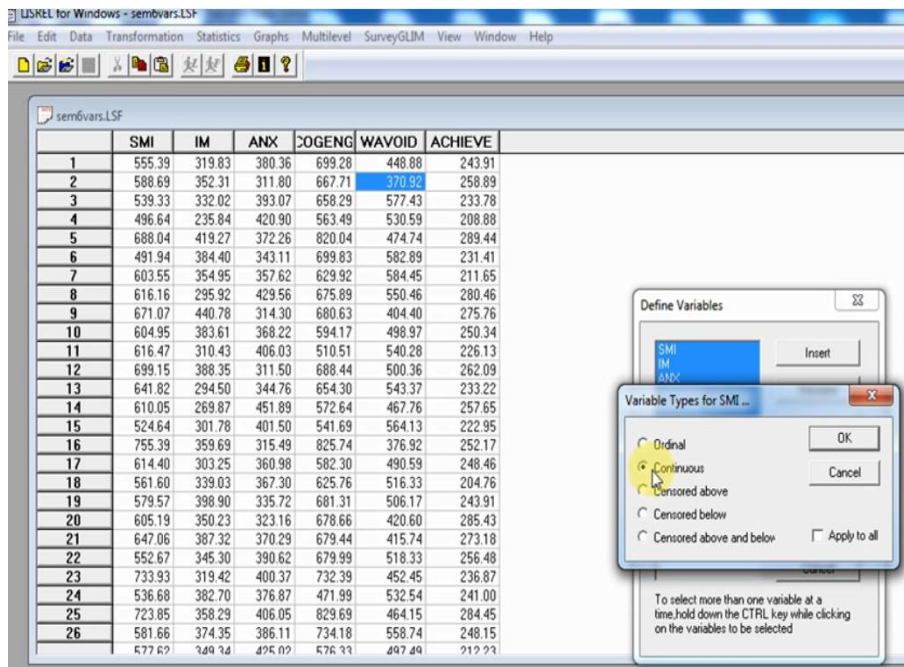 LISREL for Windows - sem6vars.LSF
File Edit Data Transformation Statistics Graphs Multilevel SurveyGLIM View Window Help
sem6vars.LSF
SMI IM ANX COGENG WAVOID ACHIEVE
1 555.39 319.83 380.36 699.28 448.88 243.91
2 588.69 352.31 311.80 667.71 370.92 258.89
3 539.33 332.02 393.07 658.29 577.43 233.78
4 496.64 235.84 420.90 563.49 530.59 208.88
5 688.04 419.27 372.26 820.04 474.74 289.44
6 491.94 384.40 343.11 699.83 582.89 231.41
7 603.55 354.95 357.62 629.92 584.45 211.65
8 616.16 295.92 429.56 675.89 550.46 280.46
9 671.07 440.78 314.30 680.63 404.40 275.76
10 604.95 383.61 368.22 594.17 498.97 250.34
11 616.47 310.43 406.03 510.51 540.28 226.13
12 699.15 388.35 311.50 688.44 500.36 262.09
13 641.82 294.50 344.76 654.30 543.37 233.22
14 610.05 269.87 451.89 572.64 467.76 257.65
15 524.64 301.78 401.50 541.69 564.13 222.95
16 755.39 359.69 315.49 825.74 376.92 252.17
17 614.40 303.25 360.98 582.30 490.59 248.46
18 561.60 339.03 367.30 625.76 516.33 204.76
19 579.57 398.90 335.72 681.31 506.17 243.91
20 605.19 350.23 323.16 678.66 420.60 285.43
21 647.06 387.32 370.29 679.44 415.74 273.18
22 552.67 345.30 390.62 679.99 518.33 256.48
23 733.93 319.42 400.37 732.39 452.45 236.87
24 536.68 382.70 376.87 471.99 532.54 241.00
25 723.85 358.29 406.05 829.69 464.15 284.45
26 581.66 374.35 386.11 734.18 558.74 248.15
577.62 349.34 425.02 576.33 497.49 212.23
Define Variables
SMI
IM
ANX
Insert
Variable Types for SMI ...
Ordinal
Continuous
Censored above
Censored below
Censored above and below
OK
Cancel
Apply to all
Cancel
To select more than one variable at a
time,hold down the CTRL key while clicking
on the variables to be selected